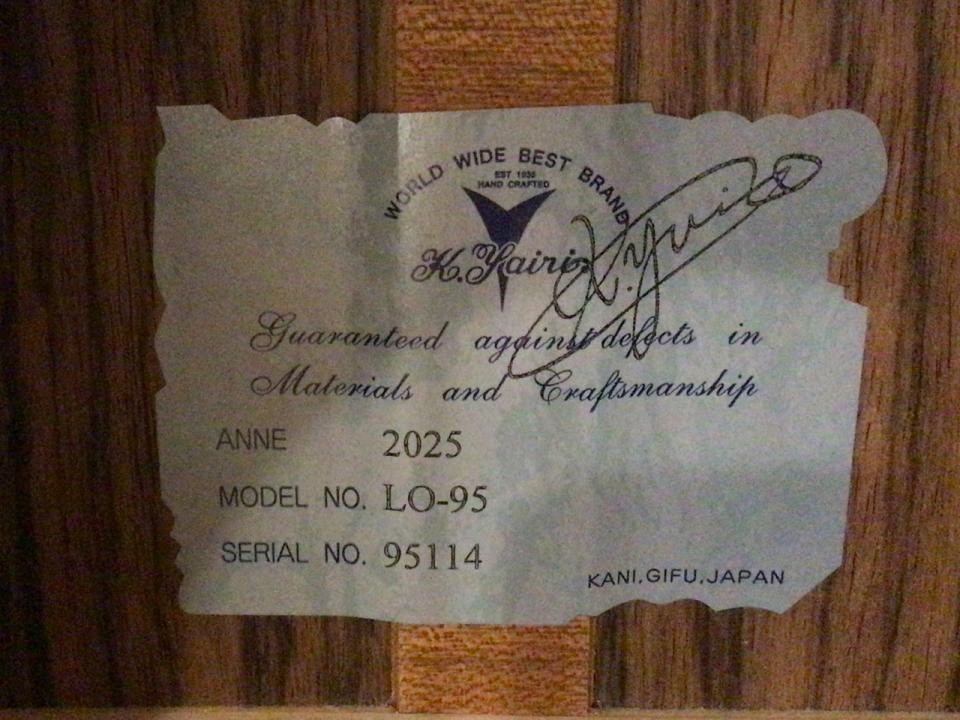 WORLD WIDE BEST BRAND
EST 1935
HAND CRAFTED
K.Yairi
K.Yairi
Guaranteed against defects in
Materials and Craftsmanship
ANNE 2025
MODEL NO. LO-95
SERIAL NO. 95114
KANI.GIFU.JAPAN